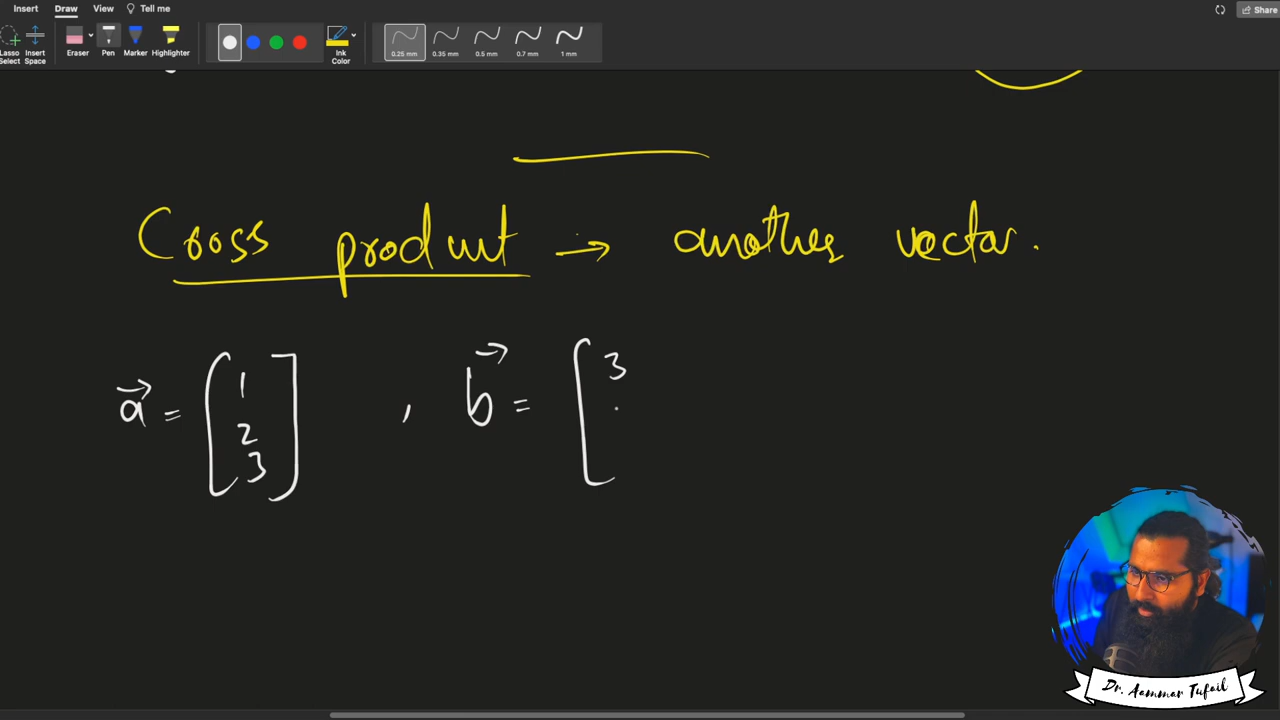 Insert Draw View Tell me Share
Lasso Select Insert Space Eraser Pen Marker Highlighter Ink Color 0.25 mm 0.35 mm 0.5 mm 0.7 mm 1 mm
Cross product → another vector.
a⃗ = [1 2 3] , b⃗ = [3
Dr. Aammar Tufail